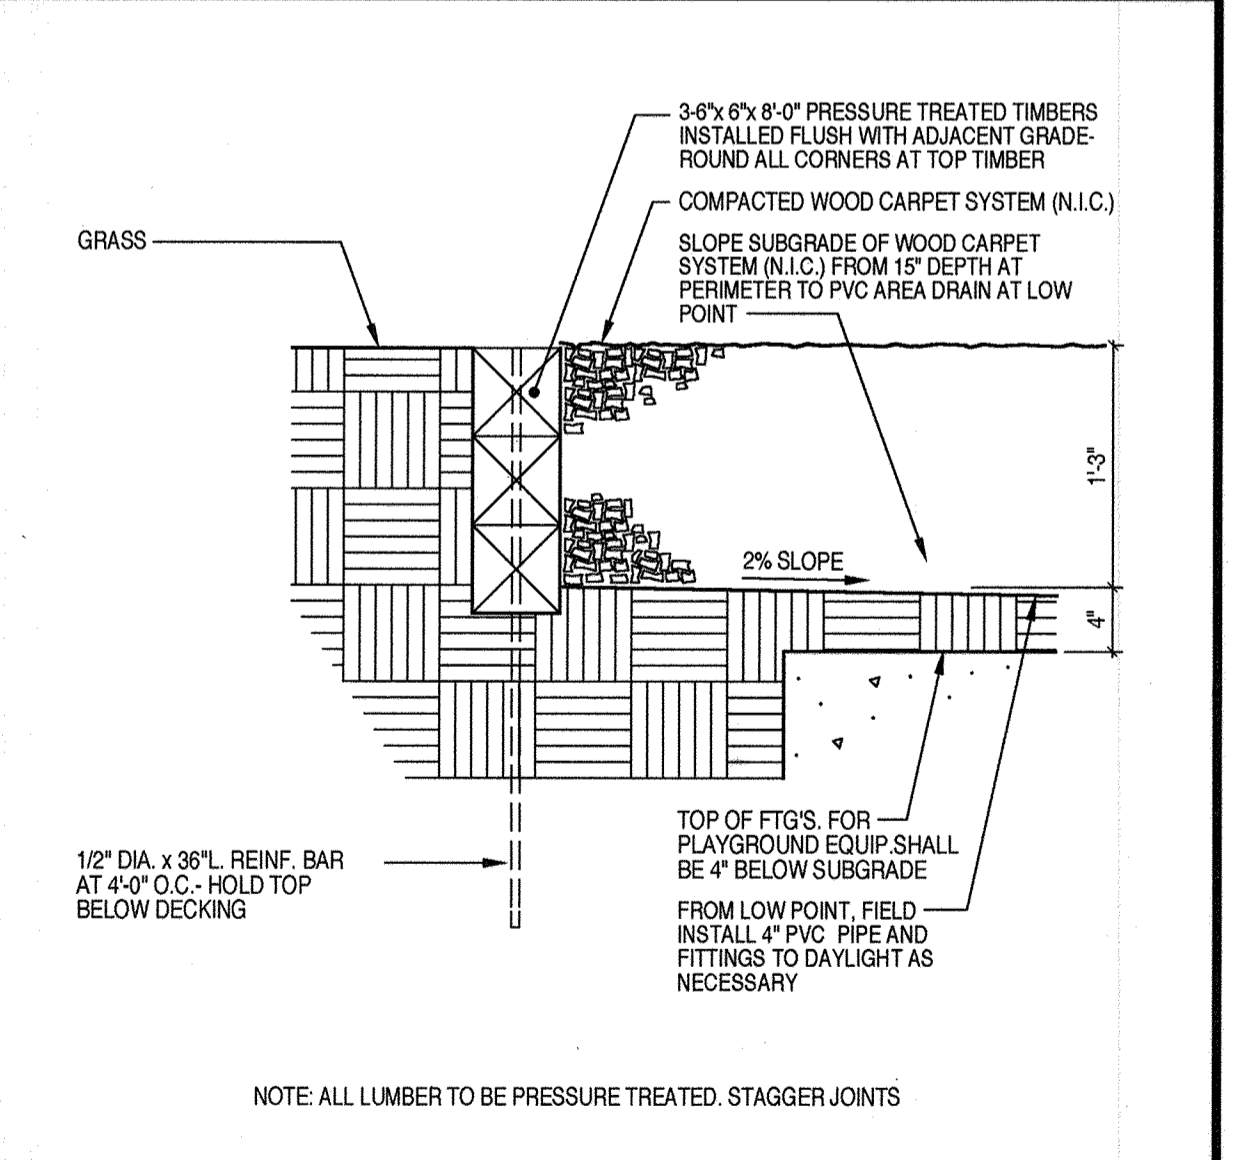 3-6"x 6"x 8'-0" PRESSURE TREATED TIMBERS
INSTALLED FLUSH WITH ADJACENT GRADE-
ROUND ALL CORNERS AT TOP TIMBER
COMPACTED WOOD CARPET SYSTEM (N.I.C.)
GRASS
SLOPE SUBGRADE OF WOOD CARPET
SYSTEM (N.I.C.) FROM 15" DEPTH AT
PERIMETER TO PVC AREA DRAIN AT LOW
POINT
1'-3"
2% SLOPE
4"
TOP OF FTG'S. FOR
PLAYGROUND EQUIP.SHALL
BE 4" BELOW SUBGRADE
1/2" DIA. x 36"L. REINF. BAR
AT 4'-0" O.C.- HOLD TOP
BELOW DECKING
FROM LOW POINT, FIELD
INSTALL 4" PVC PIPE AND
FITTINGS TO DAYLIGHT AS
NECESSARY
NOTE: ALL LUMBER TO BE PRESSURE TREATED. STAGGER JOINTS